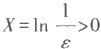 X = ln 1/ε > 0